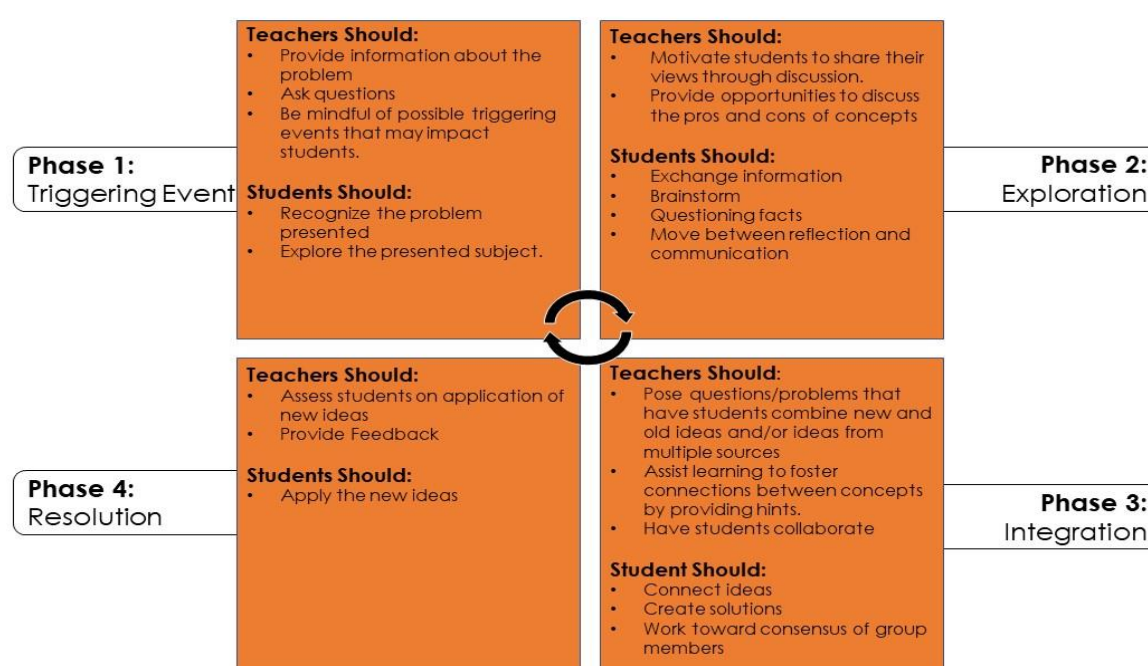 Phase 1:
Triggering Event
Teachers Should:
• Provide information about the
problem
• Ask questions
• Be mindful of possible triggering
events that may impact
students.
Students Should:
• Recognize the problem
presented
• Explore the presented subject.
Teachers Should:
• Motivate students to share their
views through discussion.
• Provide opportunities to discuss
the pros and cons of concepts
Students Should:
• Exchange information
• Brainstorm
• Questioning facts
• Move between reflection and
communication
Phase 2:
Exploration
Phase 4:
Resolution
Teachers Should:
• Assess students on application of
new ideas
• Provide Feedback
Students Should:
• Apply the new ideas
Teachers Should:
• Pose questions/problems that
have students combine new and
old ideas and/or ideas from
multiple sources
• Assist learning to foster
connections between concepts
by providing hints.
• Have students collaborate
Student Should:
• Connect ideas
• Create solutions
• Work toward consensus of group
members
Phase 3:
Integration